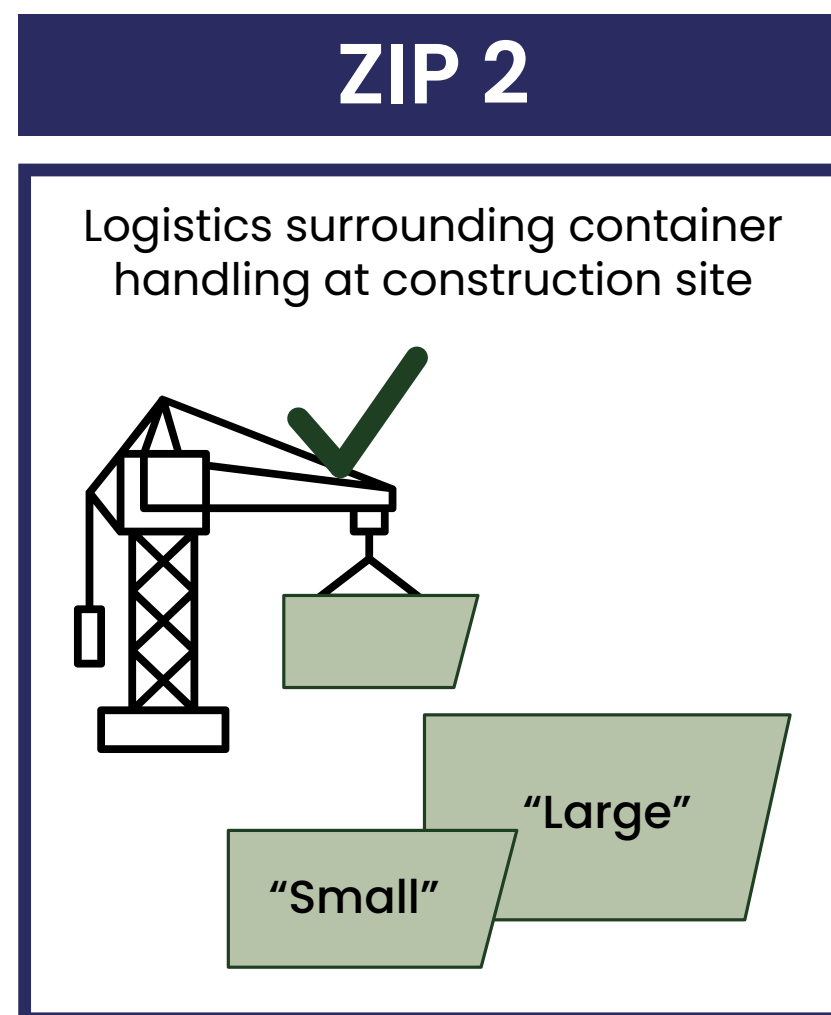 ZIP 2
Logistics surrounding container
handling at construction site
“Large”
“Small”